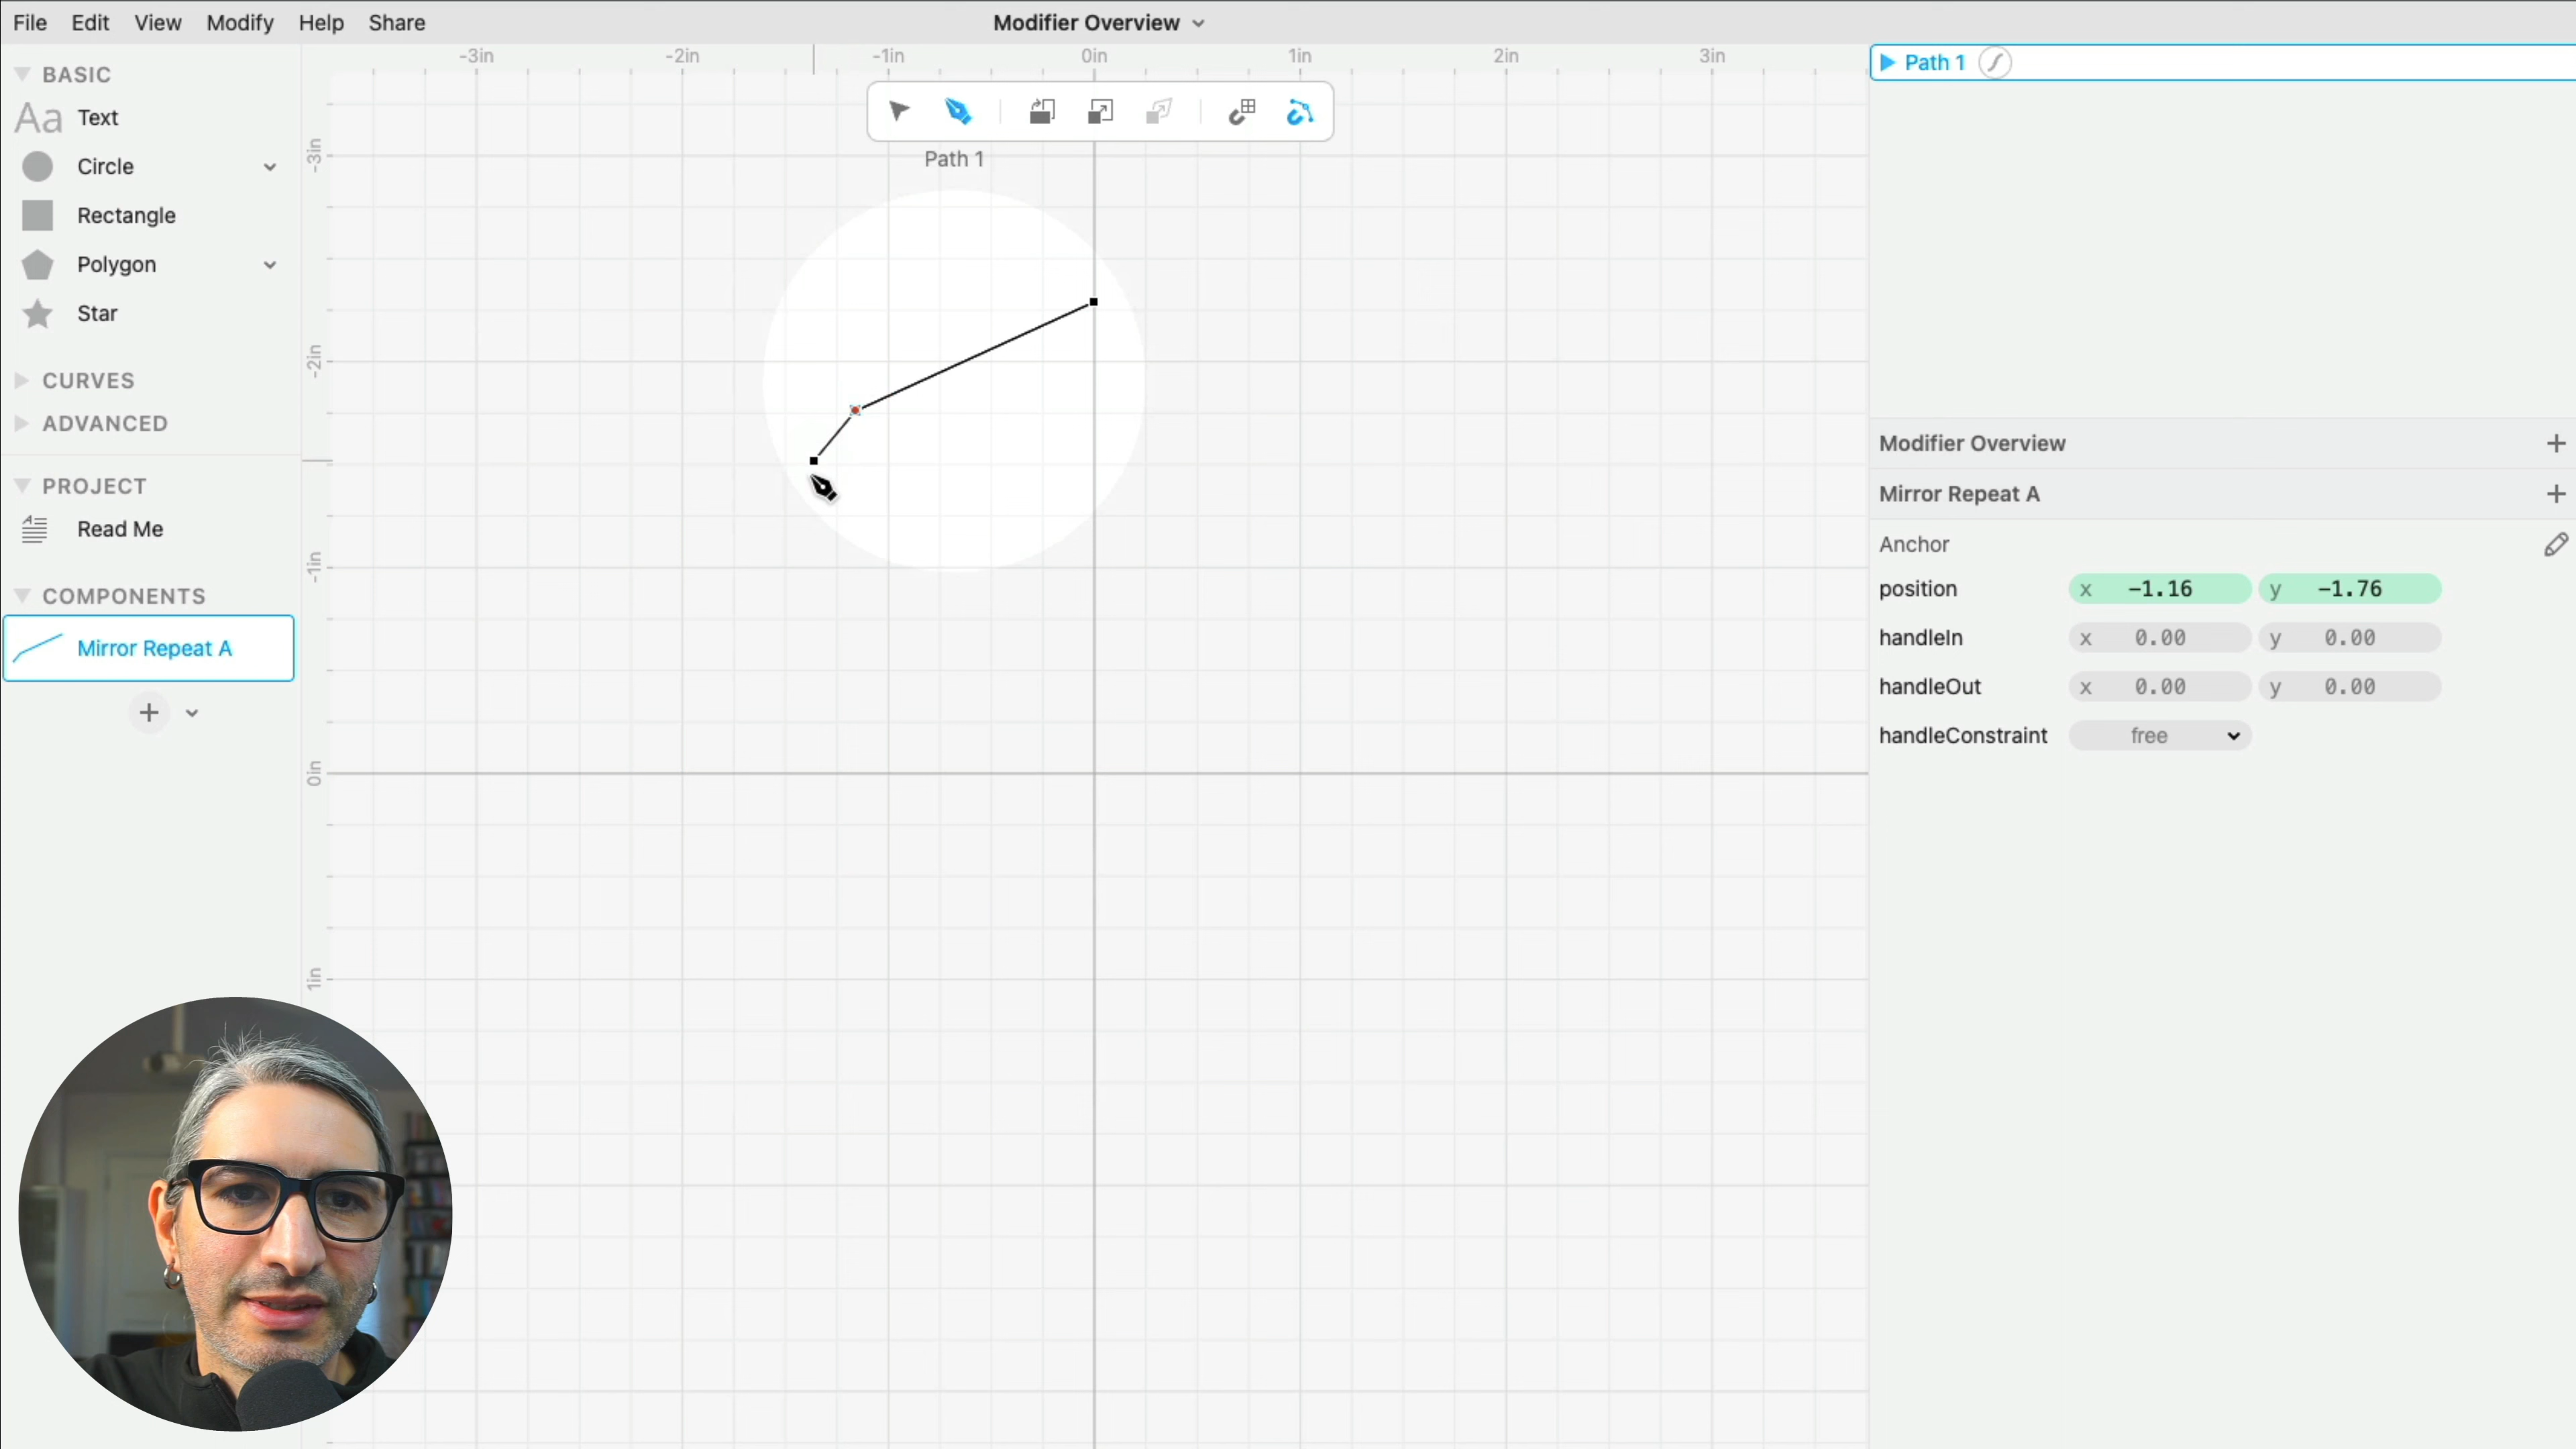 File Edit View Modify Help Share
Modifier Overview
BASIC
Aa Text
Circle
Rectangle
Polygon
Star
CURVES
ADVANCED
PROJECT
Read Me
COMPONENTS
Mirror Repeat A
-3in -2in -1in 0in 1in 2in 3in
-3in
-2in
-1in
0in
1in
Path 1
Path 1
Modifier Overview
Mirror Repeat A
Anchor
position x -1.16 y -1.76
handleIn x 0.00 y 0.00
handleOut x 0.00 y 0.00
handleConstraint free